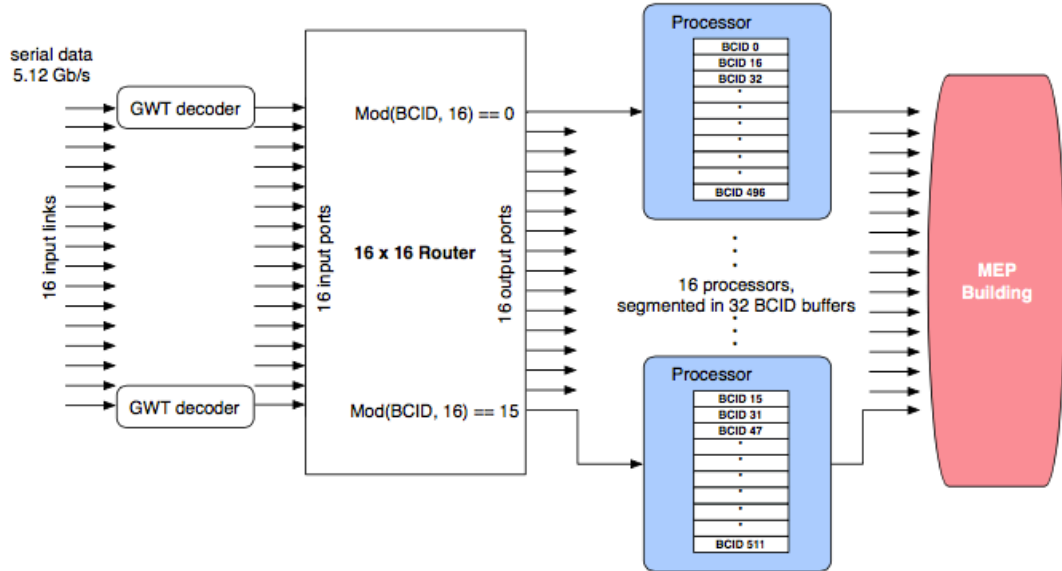 serial data
5.12 Gb/s
16 input links
GWT decoder
GWT decoder
16 input ports
Mod(BCID, 16) == 0
16 x 16 Router
Mod(BCID, 16) == 15
16 output ports
Processor
BCID 0
BCID 16
BCID 32
BCID 496
16 processors,
segmented in 32 BCID buffers
Processor
BCID 15
BCID 31
BCID 47
BCID 511
MEP
Building